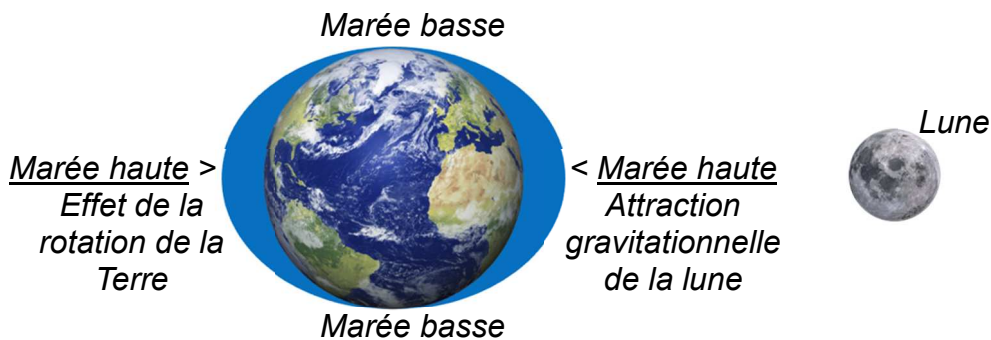 Marée basse
Lune
Marée haute >
Effet de la
rotation de la
Terre
< Marée haute
Attraction
gravitationnelle
de la lune
Marée basse